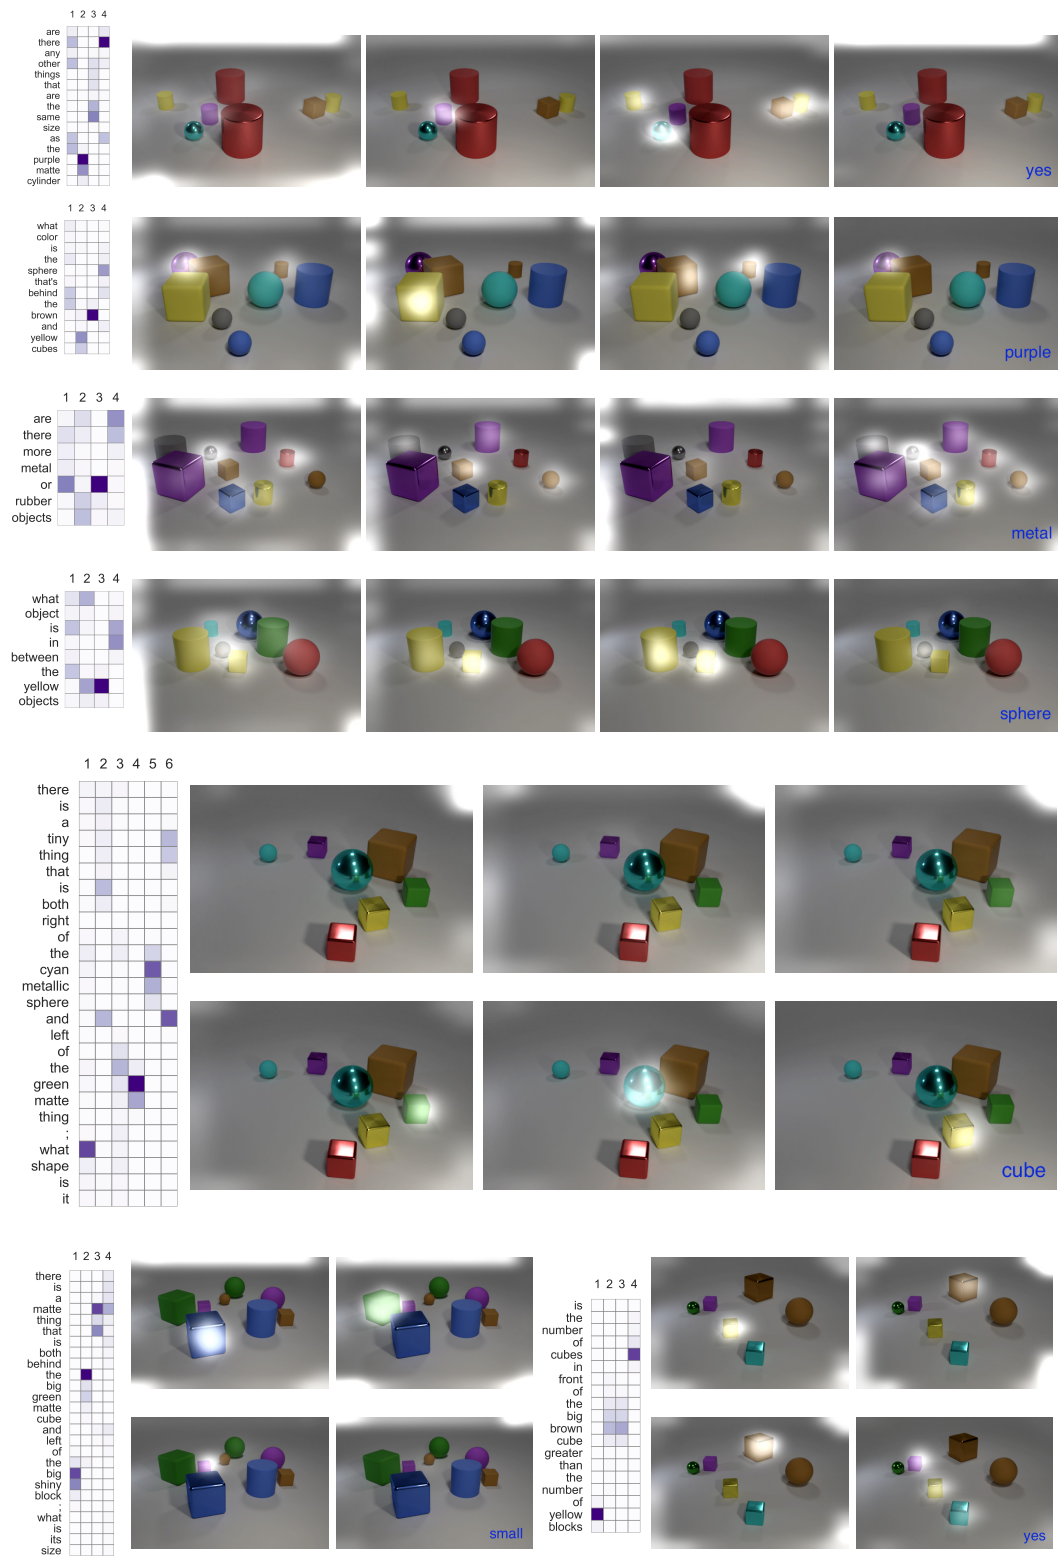 1 2 3 4
are
there
any
other
things
that
are
the
same
size
as
the
purple
matte
cylinder
yes
1 2 3 4
what
color
is
the
sphere
that's
behind
the
brown
and
yellow
cubes
purple
1 2 3 4
are
there
more
metal
or
rubber
objects
metal
1 2 3 4
what
object
is
in
between
the
yellow
objects
sphere
1 2 3 4 5 6
there
is
a
tiny
thing
that
is
both
right
of
the
cyan
metallic
sphere
and
left
of
the
green
matte
thing
;
what
shape
is
it
cube
1 2 3 4
there
is
a
matte
thing
that
is
both
behind
the
big
green
matte
cube
and
left
of
the
big
shiny
block
;
what
is
its
size
small
1 2 3 4
is
the
number
of
cubes
in
front
of
the
big
brown
cube
greater
than
the
number
of
yellow
blocks
yes